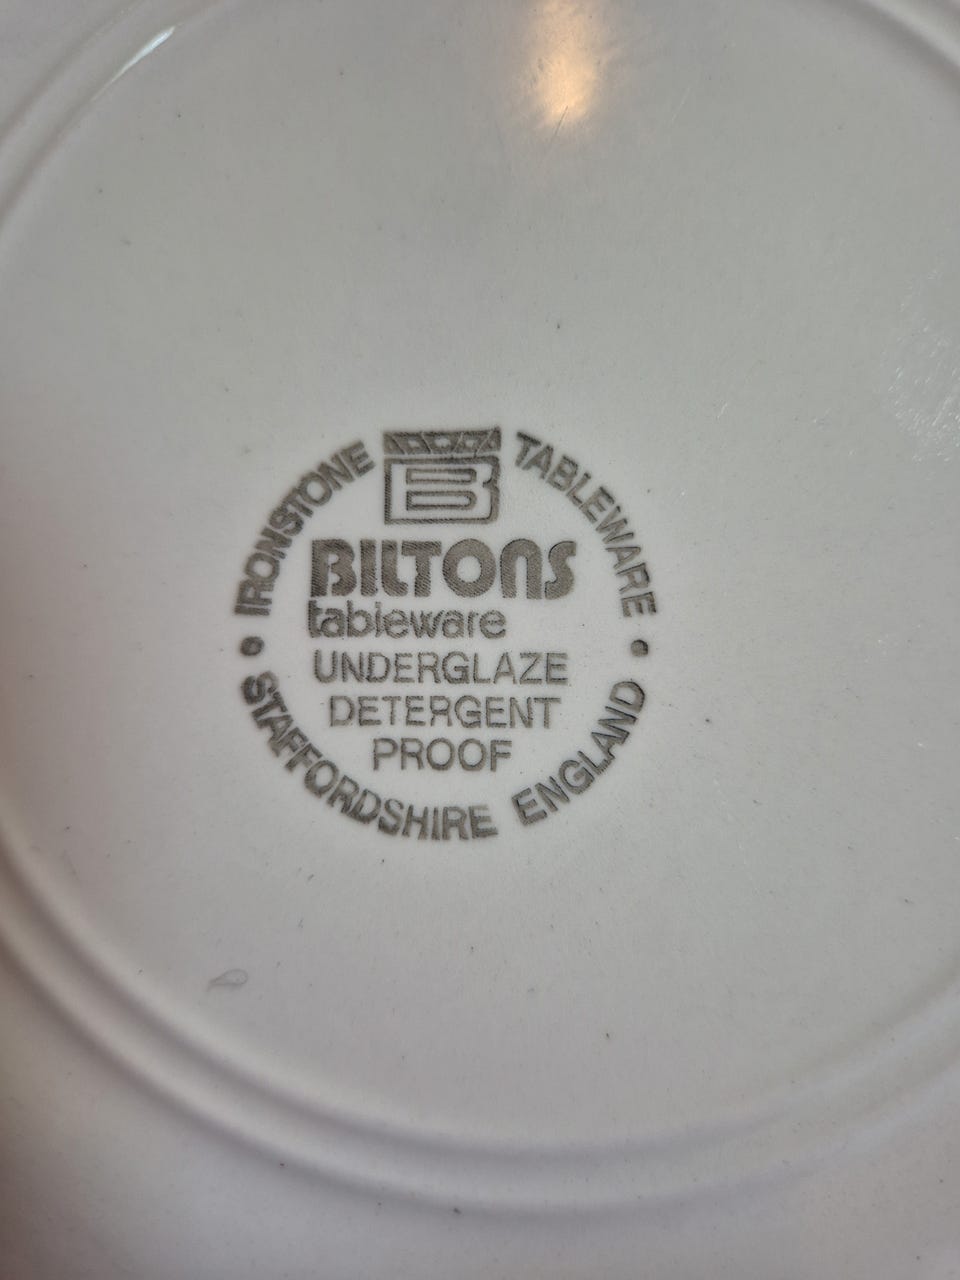 IRONSTONE TABLEWARE
B
BILTONS
tableware
UNDERGLAZE
DETERGENT
PROOF
STAFFORDSHIRE ENGLAND